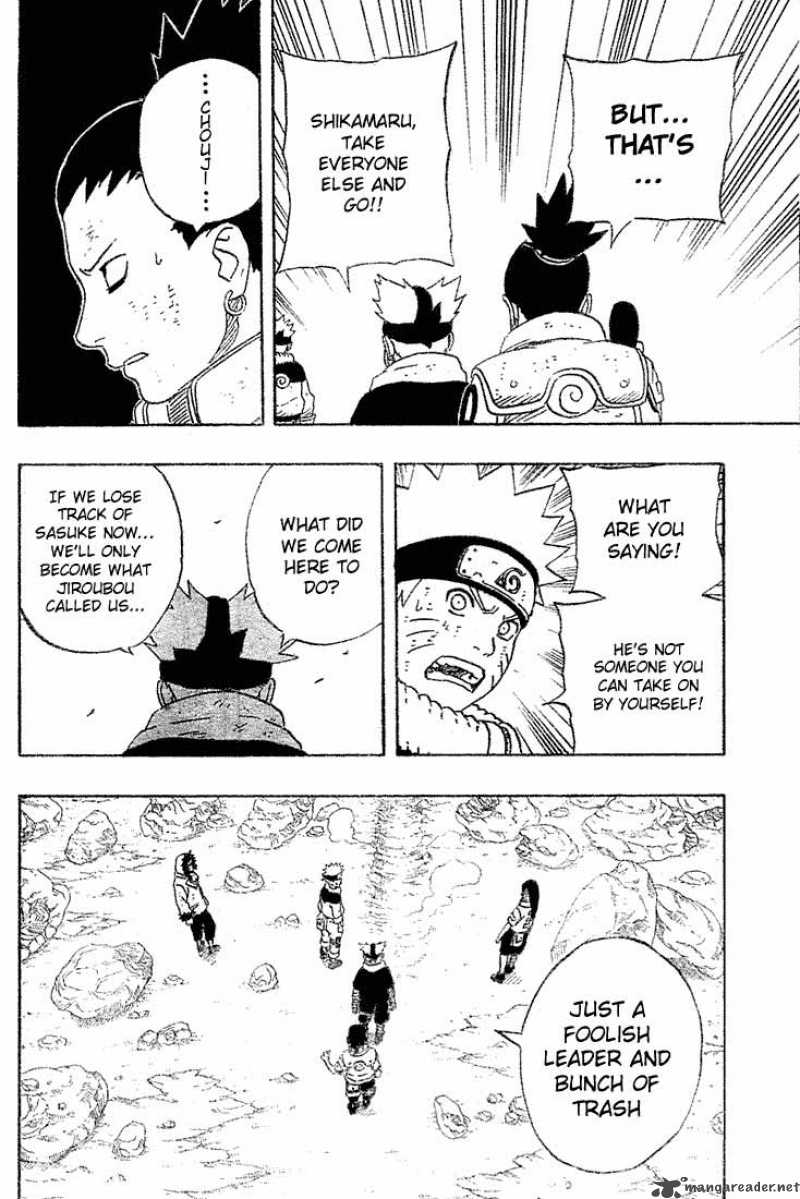 BUT...
THAT'S
...
SHIKAMARU,
TAKE
EVERYONE
ELSE AND
GO!!
...CHOUJI...
WHAT
ARE YOU
SAYING!
HE'S NOT
SOMEONE YOU
CAN TAKE ON
BY YOURSELF!
WHAT DID
WE COME
HERE TO
DO?
IF WE LOSE
TRACK OF
SASUKE NOW...
WE'LL ONLY
BECOME WHAT
JIROUBOU
CALLED US...
JUST A
FOOLISH
LEADER AND
BUNCH OF
TRASH
mangareader.net